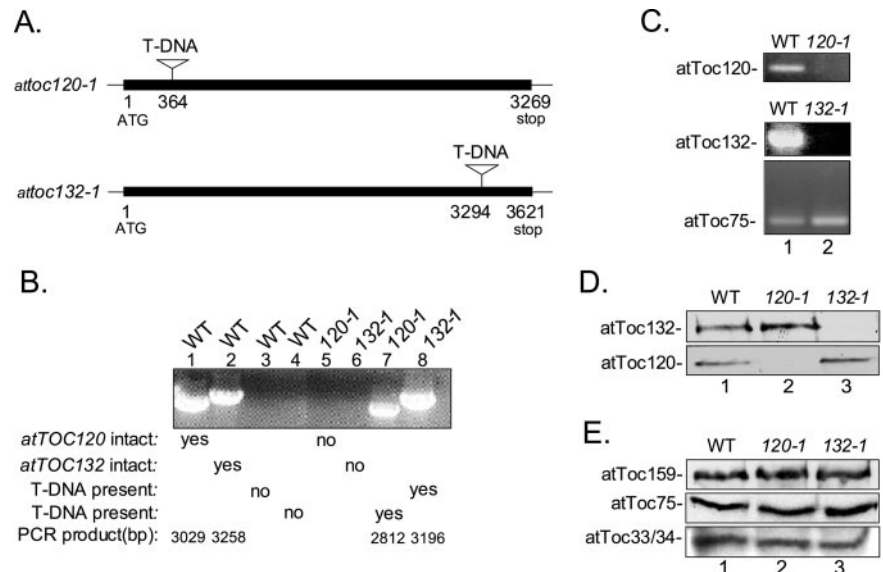 A.
T-DNA
attoc120-1
1 364 3269
ATG stop
T-DNA
attoc132-1
1 3294 3621
ATG stop
B.
WT WT WT WT 120-1 132-1 120-1 132-1
1 2 3 4 5 6 7 8
atTOC120 intact: yes no
atTOC132 intact: yes no
T-DNA present: no yes
T-DNA present: no yes
PCR product(bp): 3029 3258 2812 3196
C.
WT 120-1
atToc120-
WT 132-1
atToc132-
atToc75-
1 2
D.
WT 120-1 132-1
atToc132-
atToc120-
1 2 3
E.
WT 120-1 132-1
atToc159-
atToc75-
atToc33/34-
1 2 3